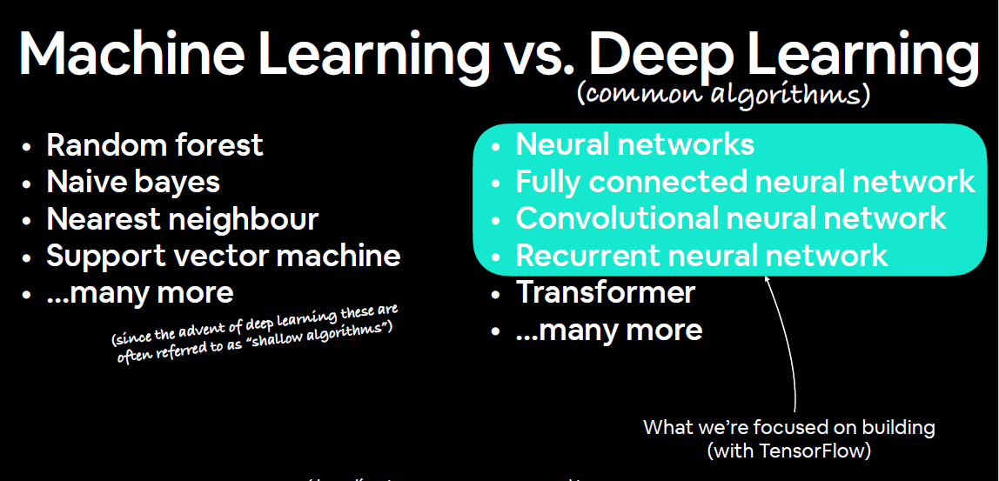 Machine Learning vs. Deep Learning
(common algorithms)
• Random forest
• Naive bayes
• Nearest neighbour
• Support vector machine
• ...many more
(since the advent of deep learning these are
often referred to as “shallow algorithms”)
• Neural networks
• Fully connected neural network
• Convolutional neural network
• Recurrent neural network
• Transformer
• ...many more
What we’re focused on building
(with TensorFlow)